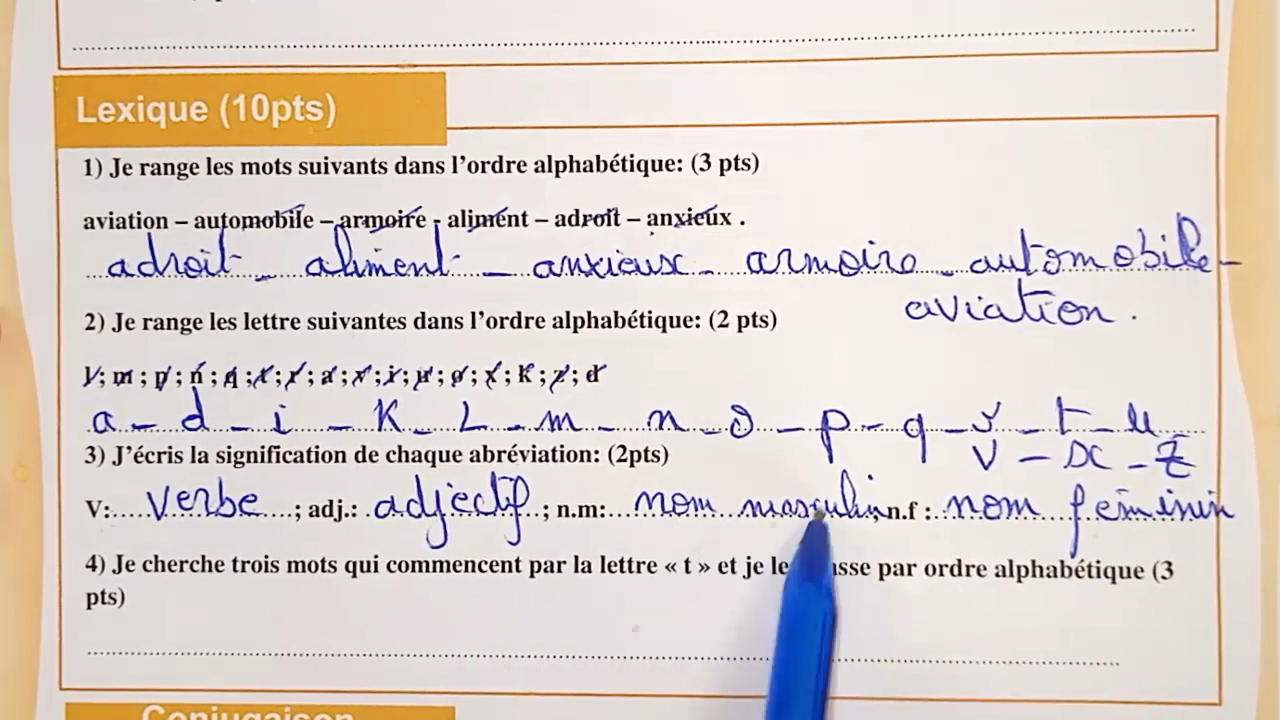 Lexique (10pts)
1) Je range les mots suivants dans l'ordre alphabétique: (3 pts)
aviation – automobile – armoire - aliment – adroit – anxieux .
adroit - aliment - anxieux - armoire - automobile -
aviation .
2) Je range les lettre suivantes dans l'ordre alphabétique: (2 pts)
m ; p ; n ; q ; a ; i ; K ; z ; d
a - d - i - K - L - m - n - o - p - q - r - t - u
v - x - z
3) J'écris la signification de chaque abréviation: (2pts)
V: verbe ; adj.: adjectif ; n.m: nom masculin ; n.f : nom féminin
4) Je cherche trois mots qui commencent par la lettre « t » et je le par ordre alphabétique (3
pts)
Conjugaison